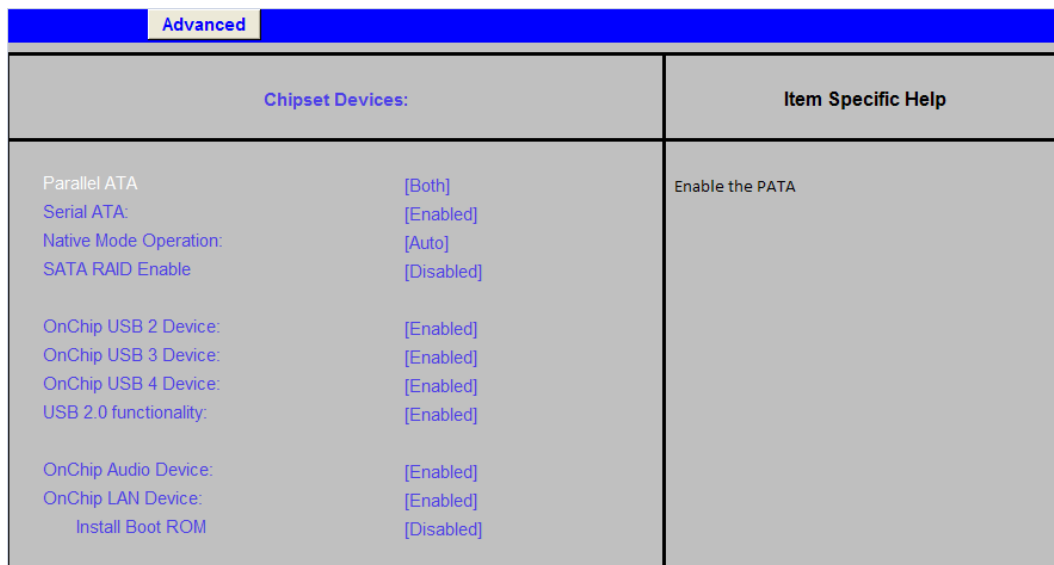 Advanced
Chipset Devices:
Item Specific Help
Parallel ATA [Both]
Enable the PATA
Serial ATA: [Enabled]
Native Mode Operation: [Auto]
SATA RAID Enable [Disabled]
OnChip USB 2 Device: [Enabled]
OnChip USB 3 Device: [Enabled]
OnChip USB 4 Device: [Enabled]
USB 2.0 functionality: [Enabled]
OnChip Audio Device: [Enabled]
OnChip LAN Device: [Enabled]
Install Boot ROM [Disabled]